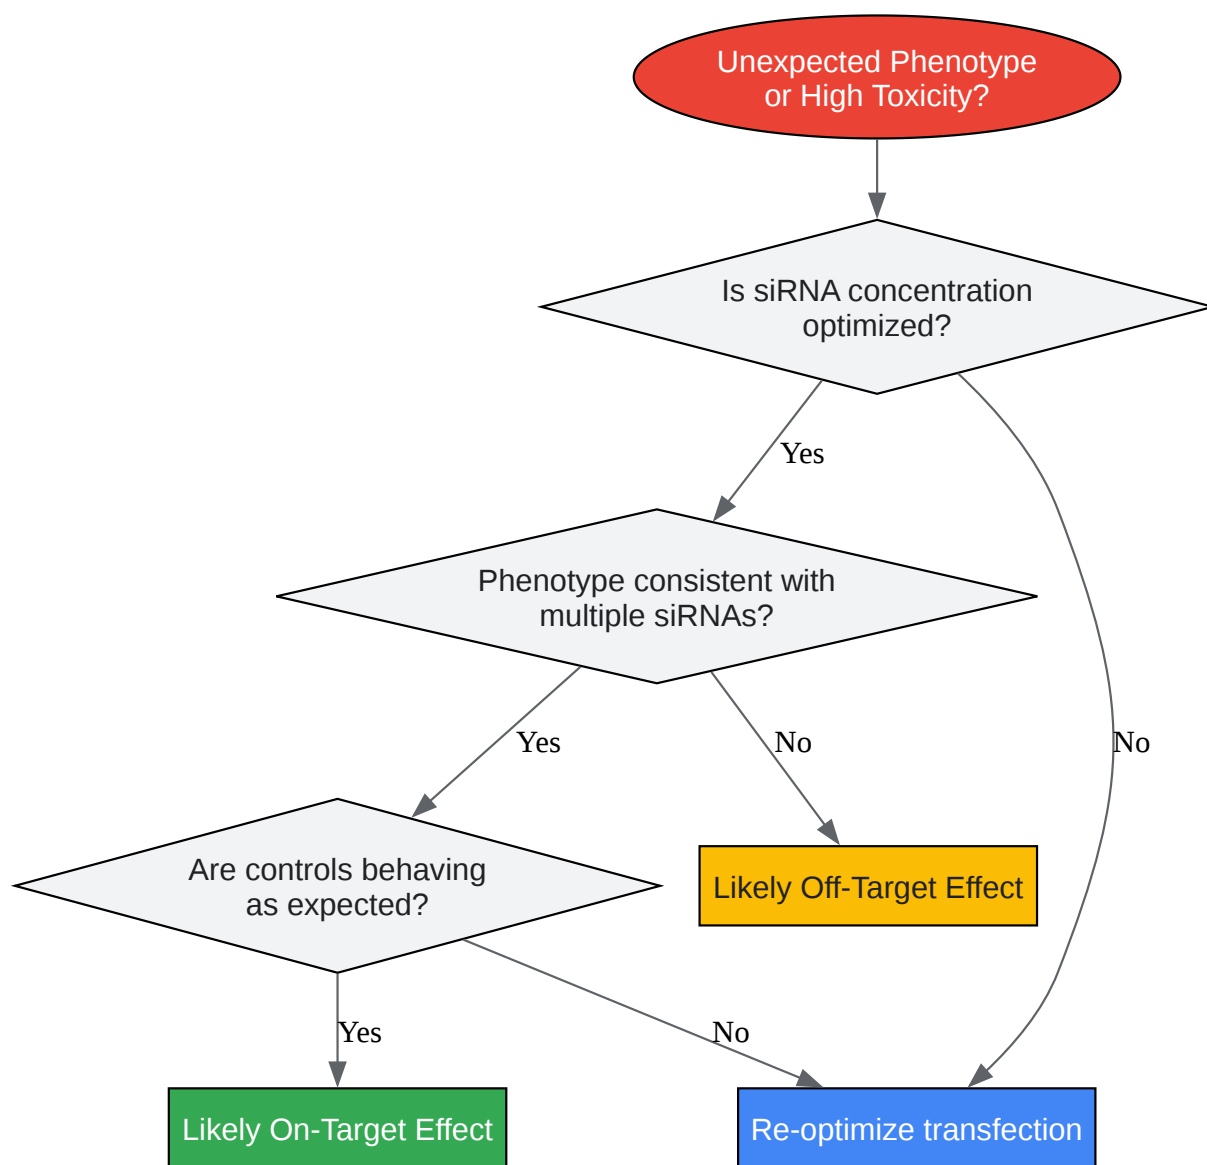 Unexpected Phenotype
or High Toxicity?
Is siRNA concentration
optimized?
Yes
Phenotype consistent with
multiple siRNAs?
Yes
No
No
Are controls behaving
as expected?
Likely Off-Target Effect
Yes
No
Likely On-Target Effect
Re-optimize transfection